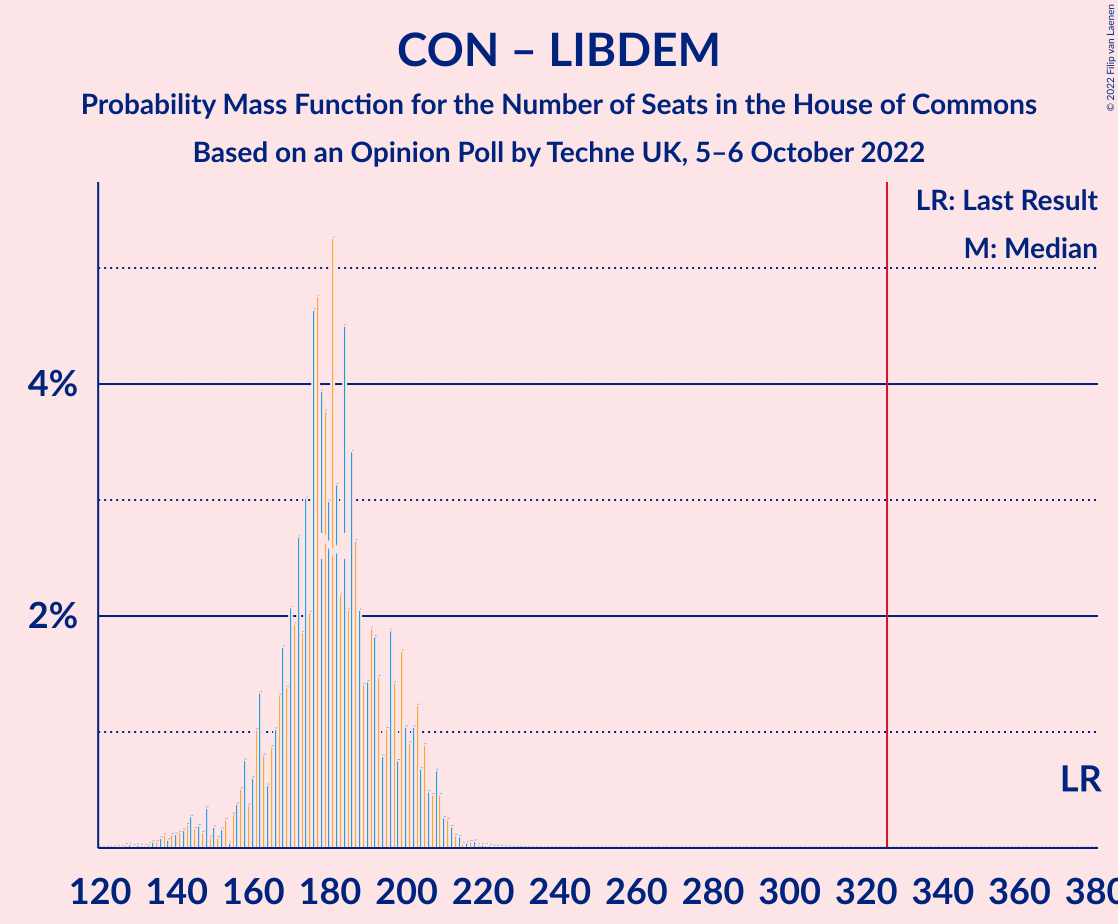 CON – LIBDEM
Probability Mass Function for the Number of Seats in the House of Commons
Based on an Opinion Poll by Techne UK, 5–6 October 2022
© 2022 Filip van Laenen
LR: Last Result
M: Median
4%
2%
LR
120 140 160 180 200 220 240 260 280 300 320 340 360 380